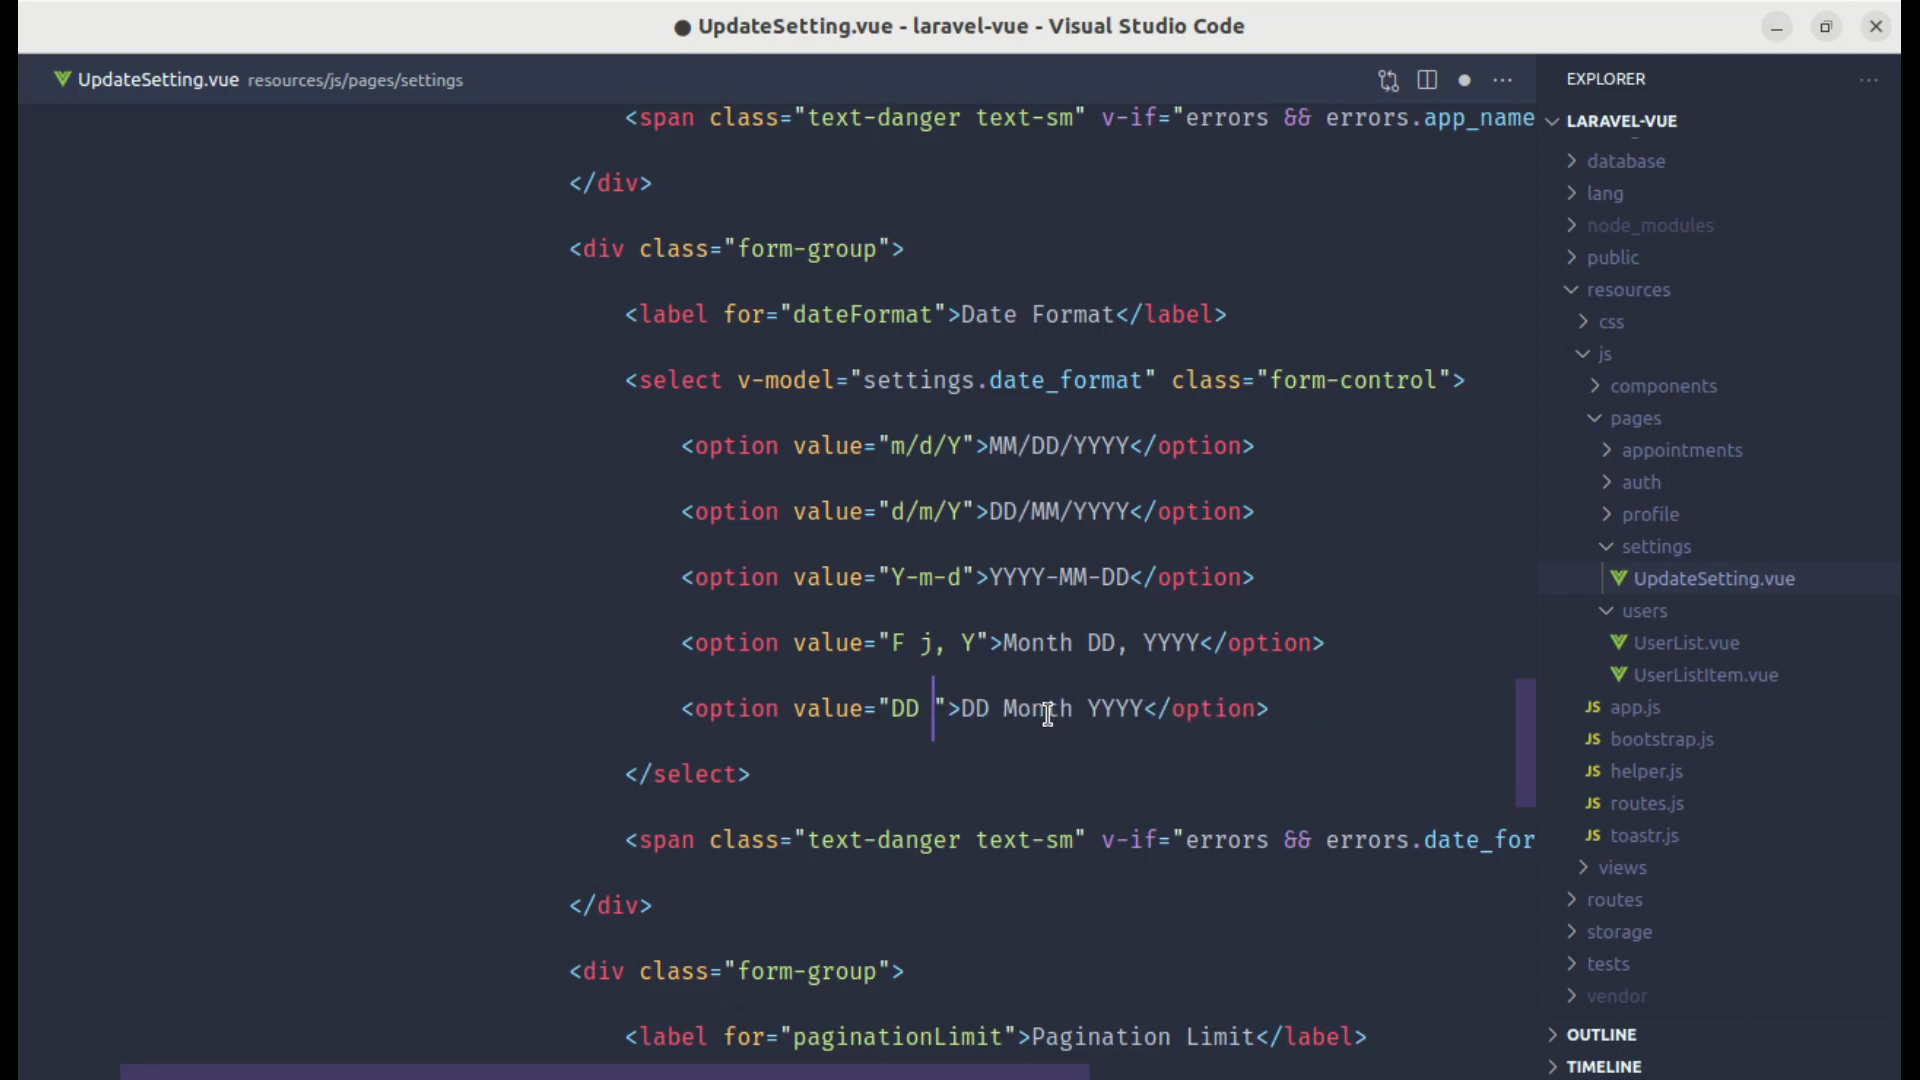 ● UpdateSetting.vue - laravel-vue - Visual Studio Code
UpdateSetting.vue resources/js/pages/settings
<span class="text-danger text-sm" v-if="errors && errors.app_name
</div>
<div class="form-group">
<label for="dateFormat">Date Format</label>
<select v-model="settings.date_format" class="form-control">
<option value="m/d/Y">MM/DD/YYYY</option>
<option value="d/m/Y">DD/MM/YYYY</option>
<option value="Y-m-d">YYYY-MM-DD</option>
<option value="F j, Y">Month DD, YYYY</option>
<option value="DD ">DD Month YYYY</option>
</select>
<span class="text-danger text-sm" v-if="errors && errors.date_for
</div>
<div class="form-group">
<label for="paginationLimit">Pagination Limit</label>
EXPLORER
LARAVEL-VUE
database
lang
node_modules
public
resources
css
js
components
pages
appointments
auth
profile
settings
UpdateSetting.vue
users
UserList.vue
UserListItem.vue
JS app.js
JS bootstrap.js
JS helper.js
JS routes.js
JS toastr.js
views
routes
storage
tests
vendor
OUTLINE
TIMELINE